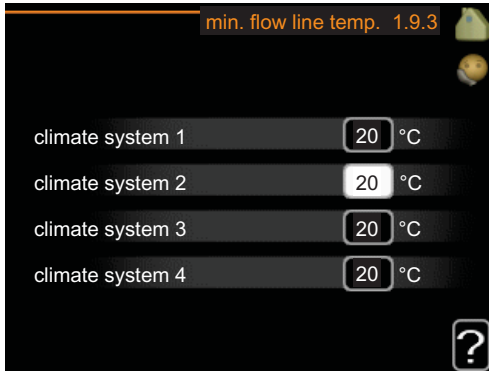 min. flow line temp. 1.9.3
climate system 1 20 °C
climate system 2 20 °C
climate system 3 20 °C
climate system 4 20 °C
?